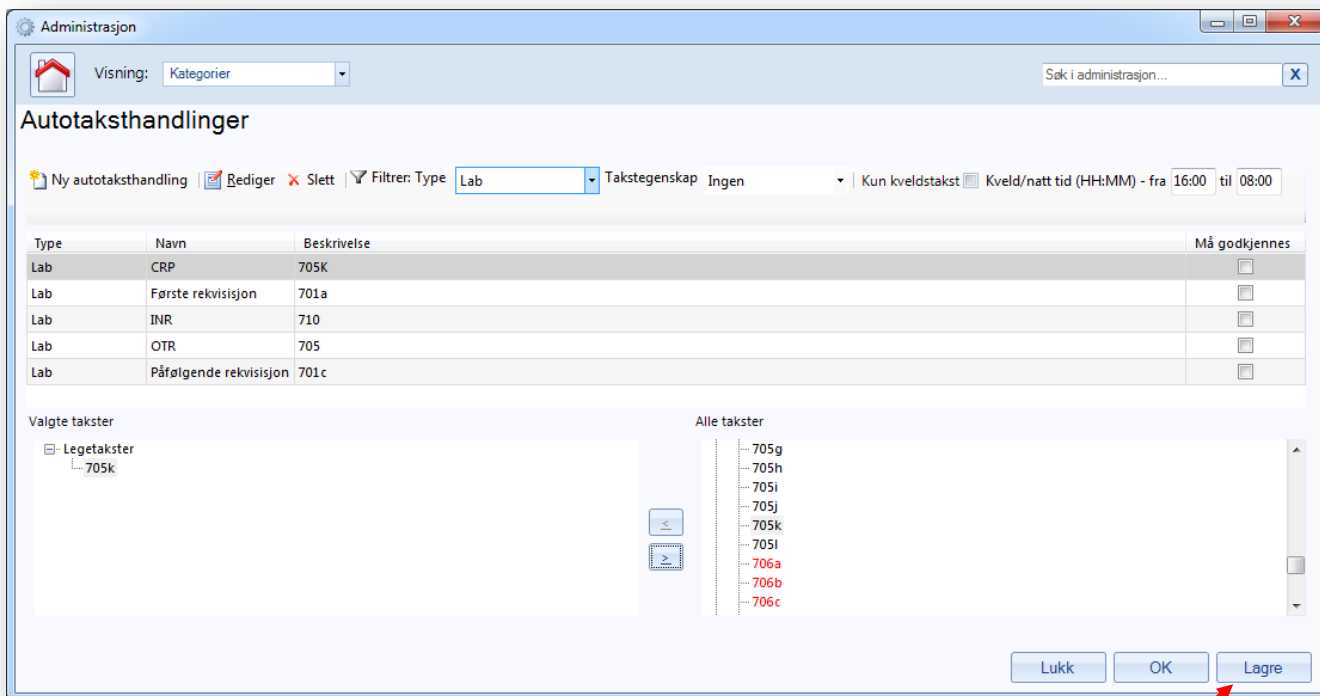 Administrasjon
Visning: Kategorier Søk i administrasjon... X
Autotaksthandlinger
Ny autotaksthandling Rediger Slett Filtrer: Type Lab Takstegenskap Ingen Kun kveldstakst Kveld/natt tid (HH:MM) - fra 16:00 til 08:00
Type Navn Beskrivelse Må godkjennes
Lab CRP 705K
Lab Første rekvisisjon 701a
Lab INR 710
Lab OTR 705
Lab Påfølgende rekvisisjon 701c
Valgte takster Alle takster
Legetakster 705g
705k 705h
705i
705j
< 705k
705l
> 706a
706b
706c
Lukk OK Lagre